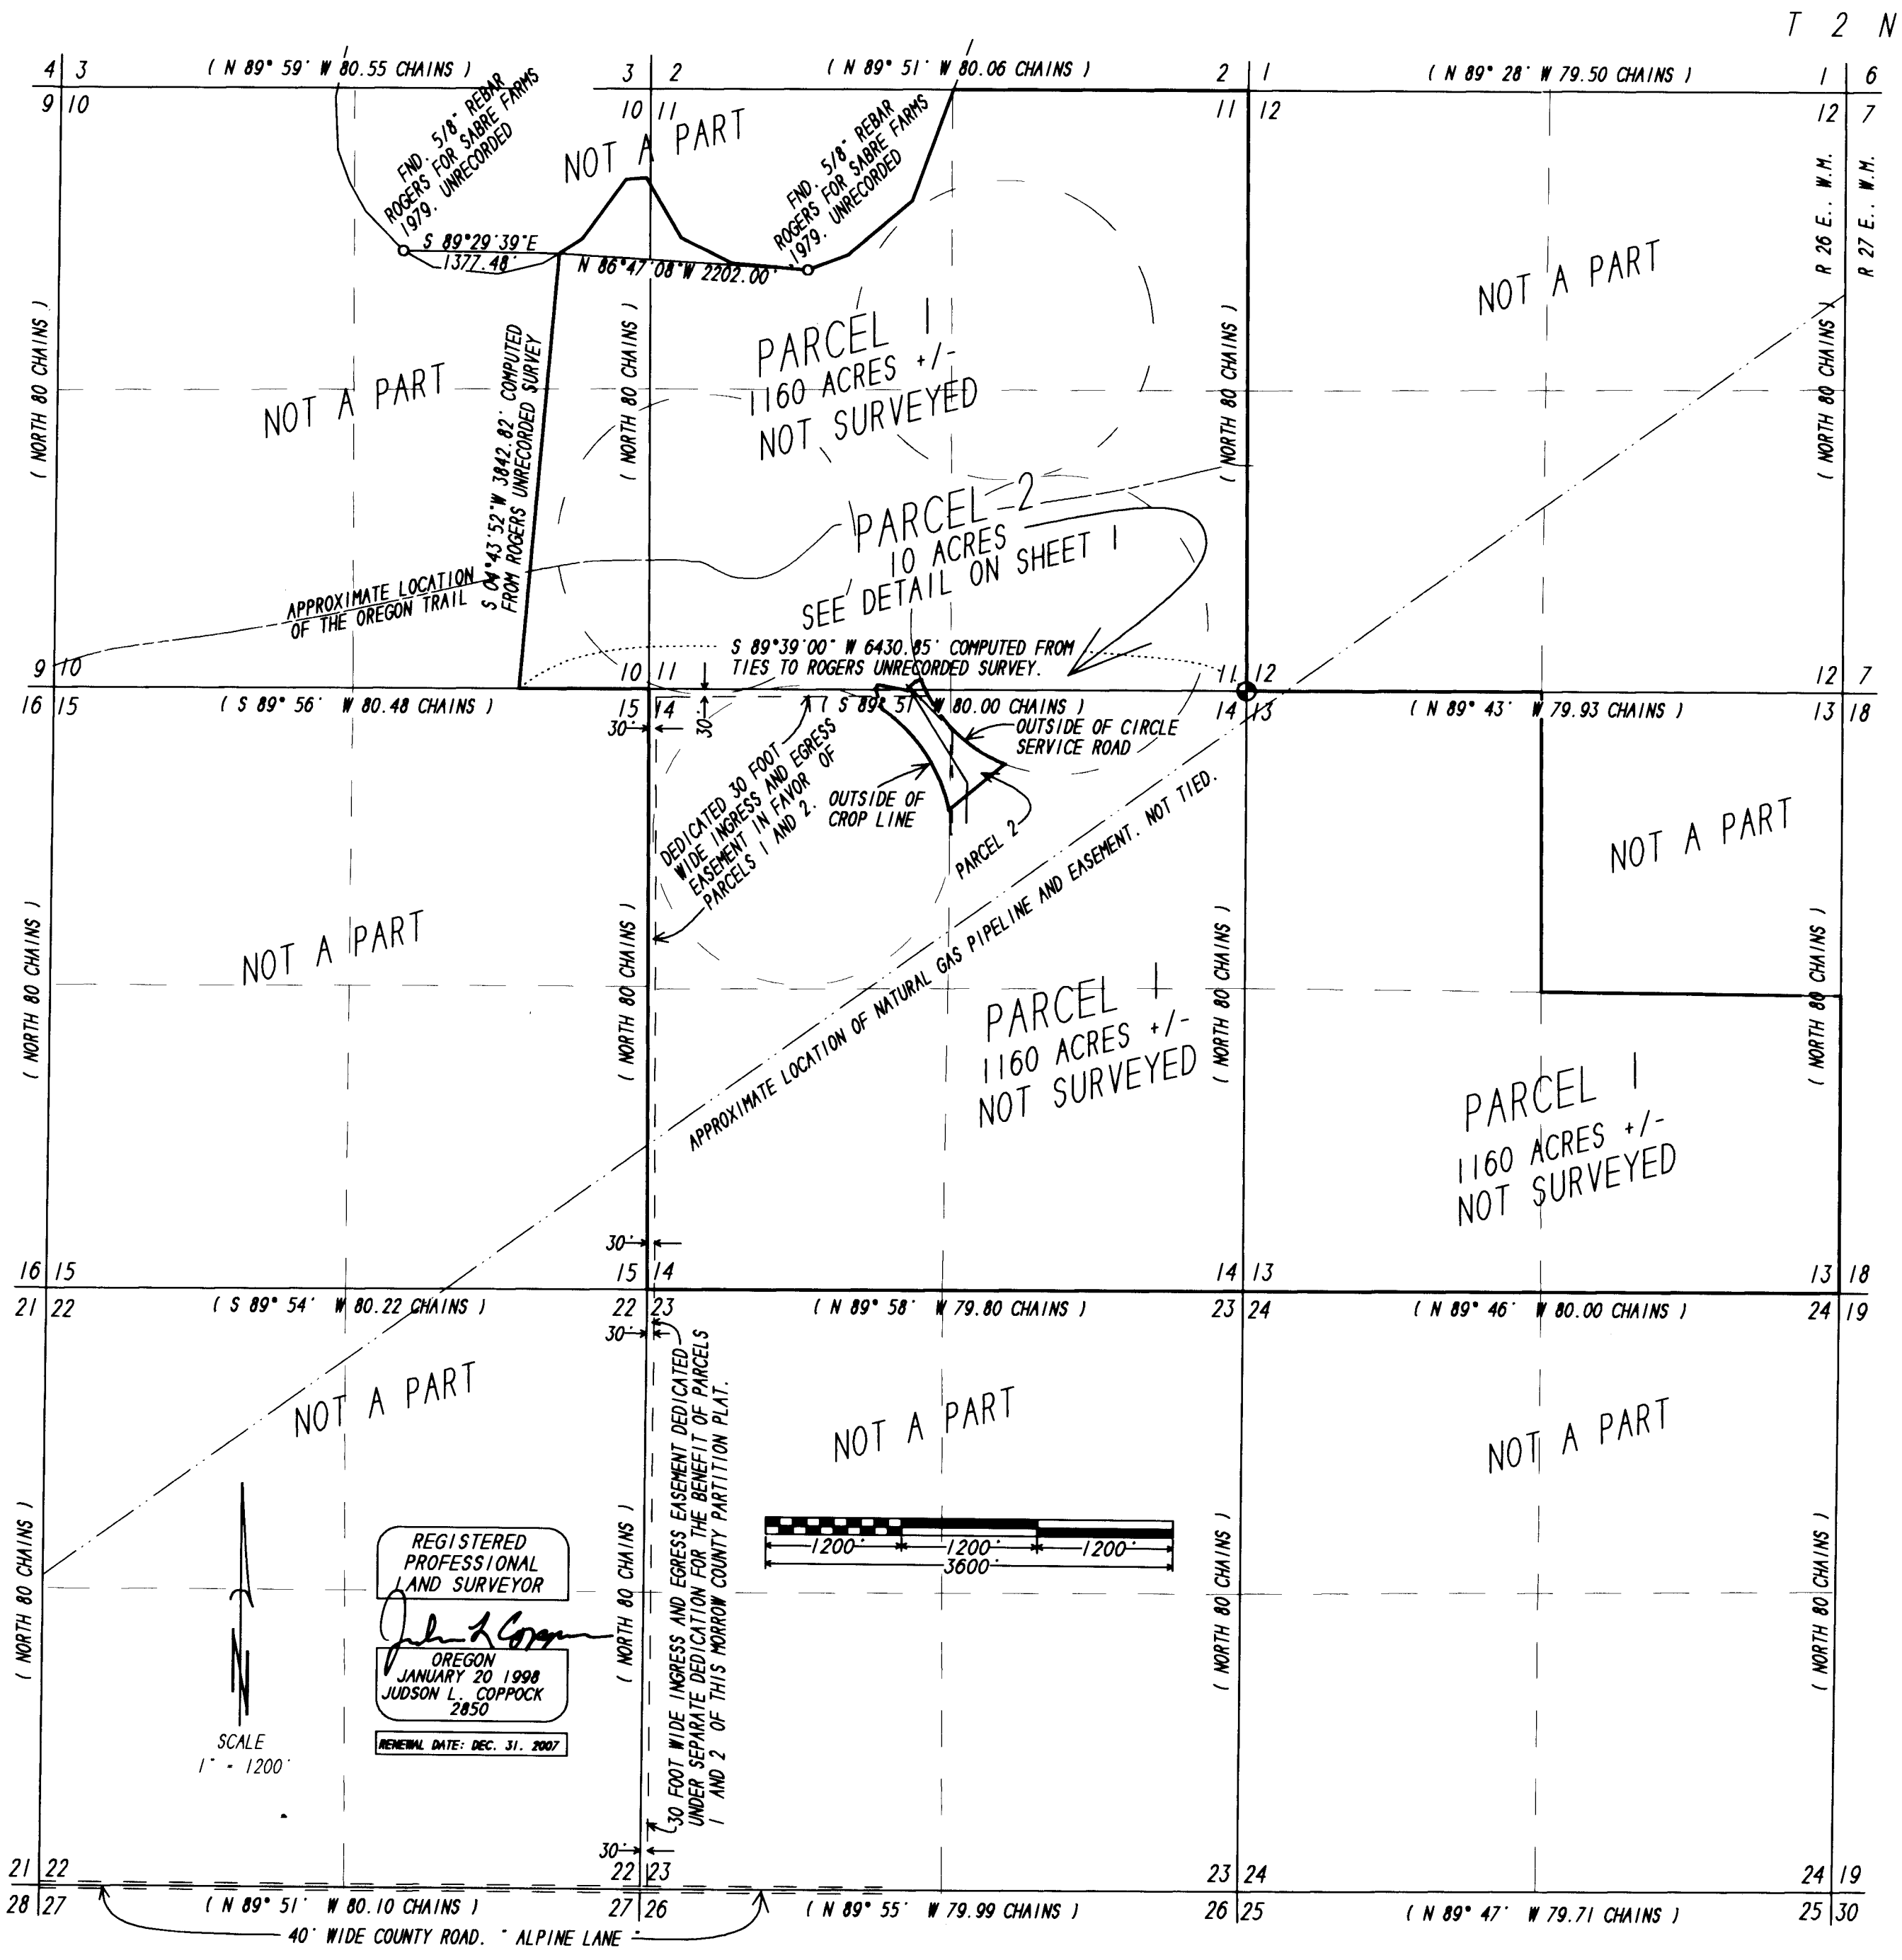 T 2 N
( N 89° 59' W 80.55 CHAINS )
( N 89° 51' W 80.06 CHAINS )
( N 89° 28' W 79.50 CHAINS )
4 3
3 2
2 1
1 6
9 10
10 11
11 12
12 7
R 26 E., W.M.
R 27 E., W.M.
FND. 5/8" REBAR
ROGERS FOR SABRE FARMS
1979. UNRECORDED
NOT A PART
FND. 5/8" REBAR
ROGERS FOR SABRE FARMS
1979. UNRECORDED
S 89°29'39"E
1377.48'
N 86°47'08"W 2202.00'
NOT A PART
( NORTH 80 CHAINS )
( NORTH 80 CHAINS )
( NORTH 80 CHAINS )
( NORTH 80 CHAINS )
NOT A PART
S 04°43'52"W 3842.82' COMPUTED
FROM ROGERS UNRECORDED SURVEY
PARCEL 1
1160 ACRES +/-
NOT SURVEYED
PARCEL 2
10 ACRES
SEE DETAIL ON SHEET 1
APPROXIMATE LOCATION
OF THE OREGON TRAIL
S 89°39'00" W 6430.85' COMPUTED FROM
TIES TO ROGERS UNRECORDED SURVEY.
9 10
10 11
11 12
12 7
16 15
15 14
14 13
13 18
( S 89° 56' W 80.48 CHAINS )
( S 89° 51' W 80.00 CHAINS )
( N 89° 43' W 79.93 CHAINS )
30'
30'
OUTSIDE OF CIRCLE
SERVICE ROAD
DEDICATED 30 FOOT
WIDE INGRESS AND EGRESS
EASEMENT IN FAVOR OF
PARCELS 1 AND 2.
OUTSIDE OF
CROP LINE
PARCEL 2
NOT A PART
NOT A PART
APPROXIMATE LOCATION OF NATURAL GAS PIPELINE AND EASEMENT. NOT TIED.
( NORTH 80 CHAINS )
( NORTH 80 CHAINS )
( NORTH 80 CHAINS )
( NORTH 80 CHAINS )
PARCEL 1
1160 ACRES +/-
NOT SURVEYED
PARCEL 1
1160 ACRES +/-
NOT SURVEYED
30'
16 15
15 14
14 13
13 18
21 22
22 23
23 24
24 19
( S 89° 54' W 80.22 CHAINS )
( N 89° 58' W 79.80 CHAINS )
( N 89° 46' W 80.00 CHAINS )
30'
30 FOOT WIDE INGRESS AND EGRESS EASEMENT DEDICATED
UNDER SEPARATE DEDICATION FOR THE BENEFIT OF PARCELS
1 AND 2 OF THIS MORROW COUNTY PARTITION PLAT.
NOT A PART
NOT A PART
NOT A PART
( NORTH 80 CHAINS )
( NORTH 80 CHAINS )
( NORTH 80 CHAINS )
( NORTH 80 CHAINS )
1200' 1200' 1200'
3600'
N
SCALE
1" = 1200'
REGISTERED
PROFESSIONAL
LAND SURVEYOR
OREGON
JANUARY 20 1998
JUDSON L. COPPOCK
2850
RENEWAL DATE: DEC. 31, 2007
30'
21 22
22 23
23 24
24 19
28 27
27 26
26 25
25 30
( N 89° 51' W 80.10 CHAINS )
( N 89° 55' W 79.99 CHAINS )
( N 89° 47' W 79.71 CHAINS )
40' WIDE COUNTY ROAD. " ALPINE LANE "